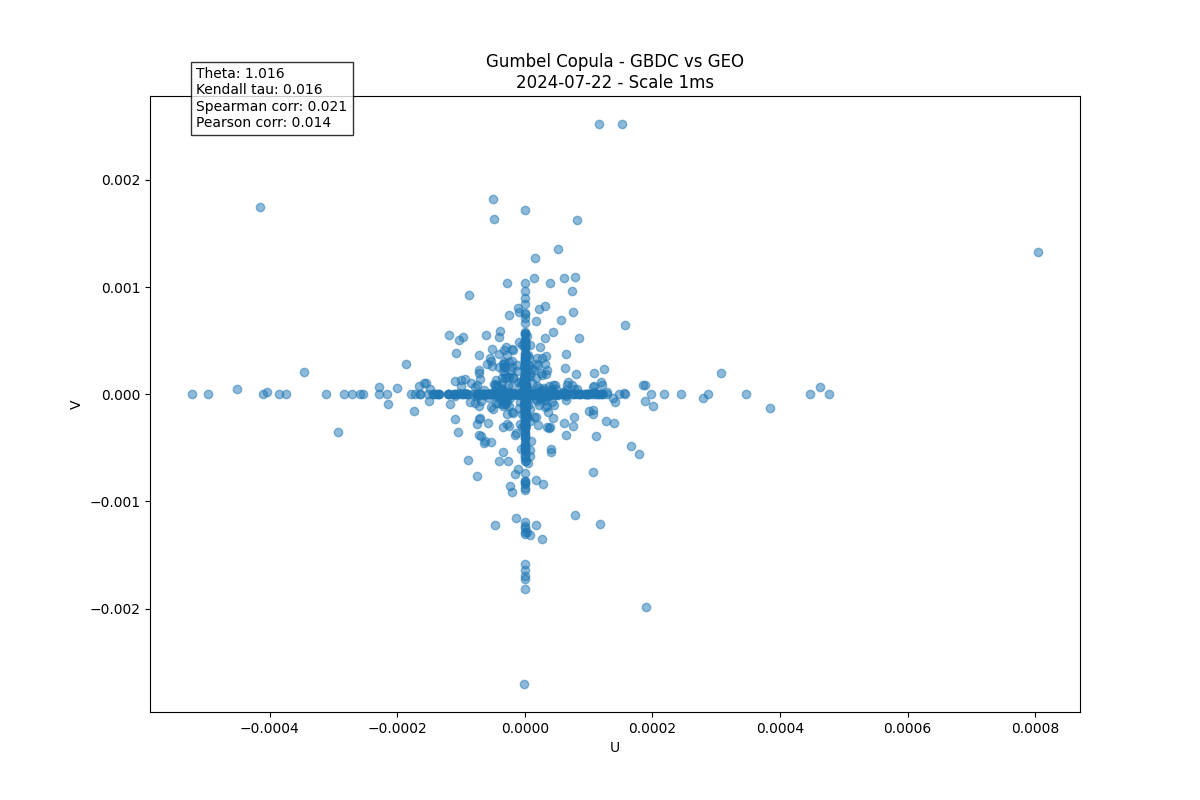 Gumbel Copula - GBDC vs GEO
2024-07-22 - Scale 1ms
Theta: 1.016
Kendall tau: 0.016
Spearman corr: 0.021
Pearson corr: 0.014
V
0.002
0.001
0.000
−0.001
−0.002
−0.0004
−0.0002
0.0000
0.0002
0.0004
0.0006
0.0008
U